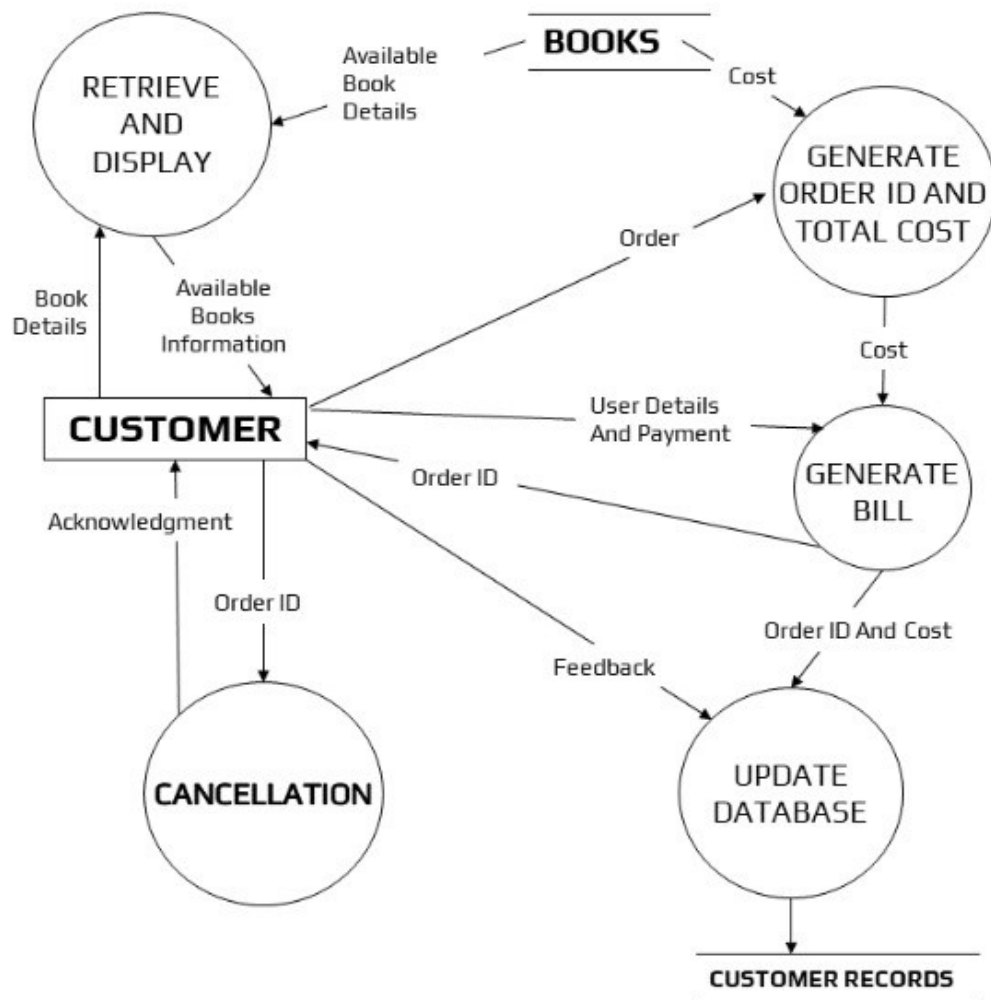 BOOKS
Available
Book
Details
RETRIEVE
AND
DISPLAY
Cost
GENERATE
ORDER ID AND
TOTAL COST
Order
Book
Details
Available
Books
Information
Cost
CUSTOMER
User Details
And Payment
Order ID
GENERATE
BILL
Acknowledgment
Order ID
Order ID And Cost
Feedback
CANCELLATION
UPDATE
DATABASE
CUSTOMER RECORDS